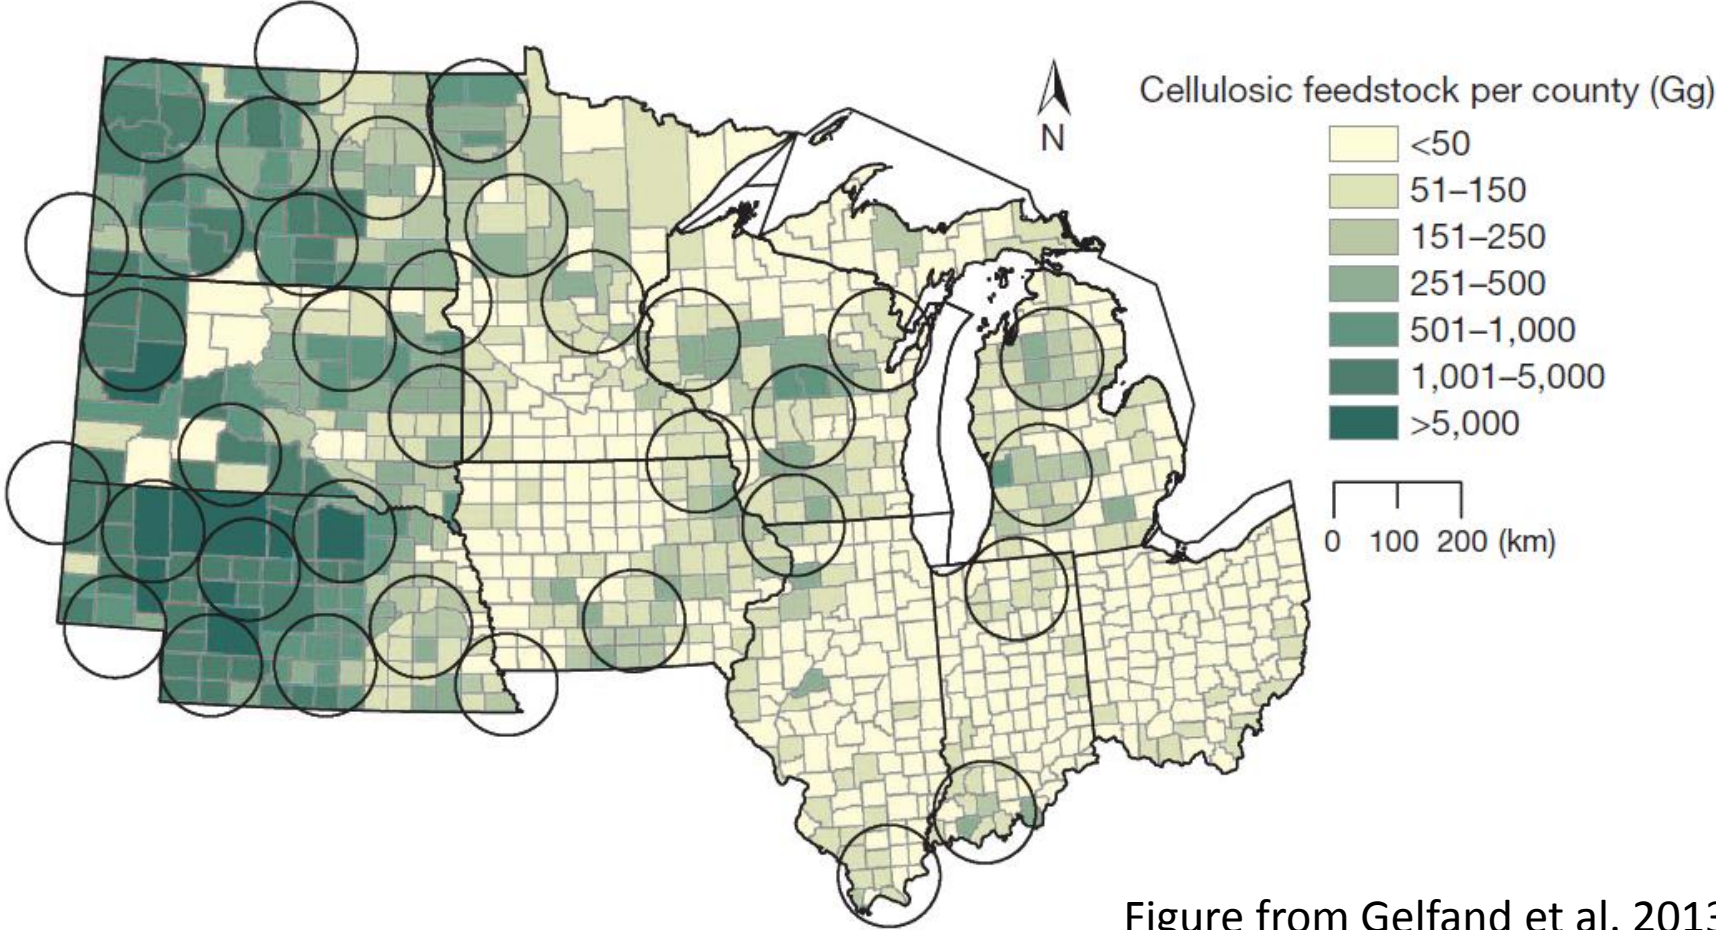 N
Cellulosic feedstock per county (Gg)
<50
51–150
151–250
251–500
501–1,000
1,001–5,000
>5,000
0 100 200 (km)
Figure from Gelfand et al. 2013